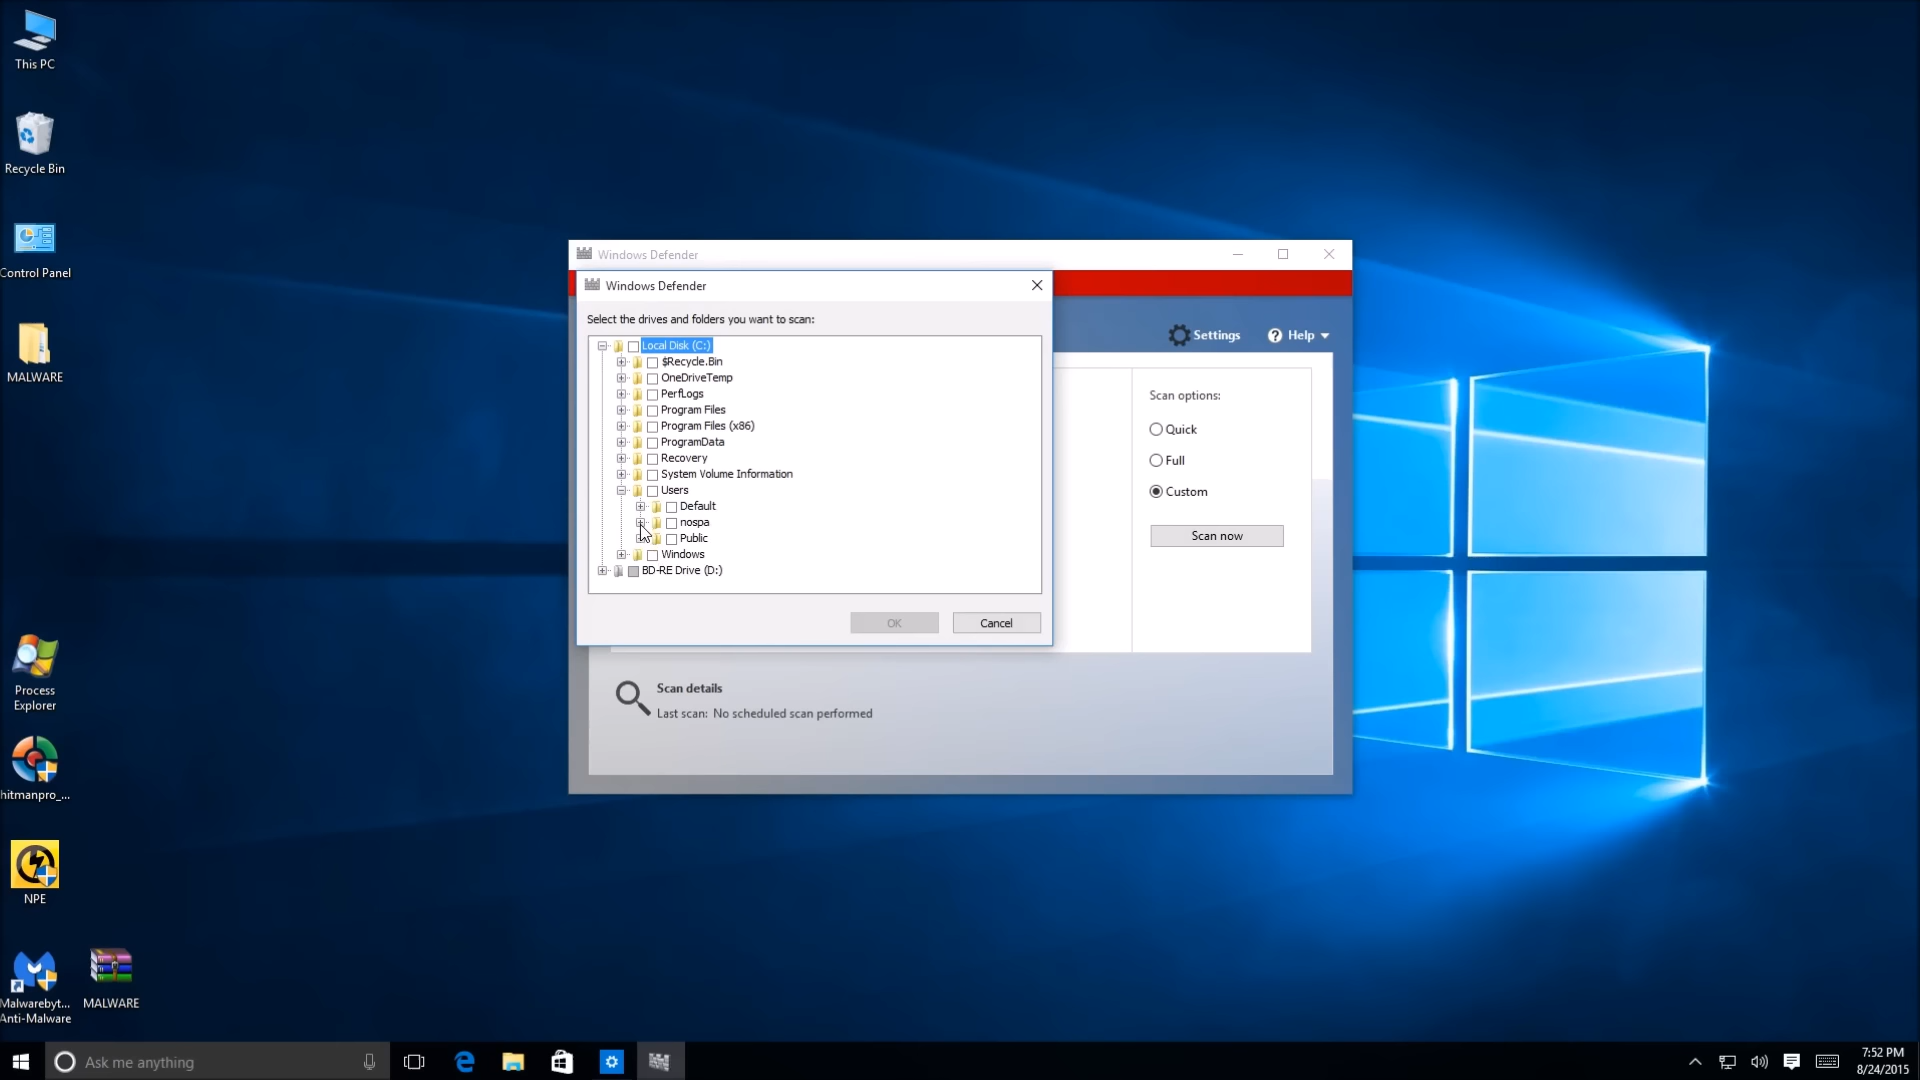 This PC
Recycle Bin
Control Panel
MALWARE
Process
Explorer
hitmanpro_...
NPE
Malwarebyt...
Anti-Malware
MALWARE
Windows Defender
Windows Defender
Select the drives and folders you want to scan:
Local Disk (C:)
$Recycle.Bin
OneDriveTemp
PerfLogs
Program Files
Program Files (x86)
ProgramData
Recovery
System Volume Information
Users
Default
nospa
Public
Windows
BD-RE Drive (D:)
OK
Cancel
Settings
Help
Scan options:
Quick
Full
Custom
Scan now
Scan details
Last scan: No scheduled scan performed
Ask me anything
7:52 PM
8/24/2015